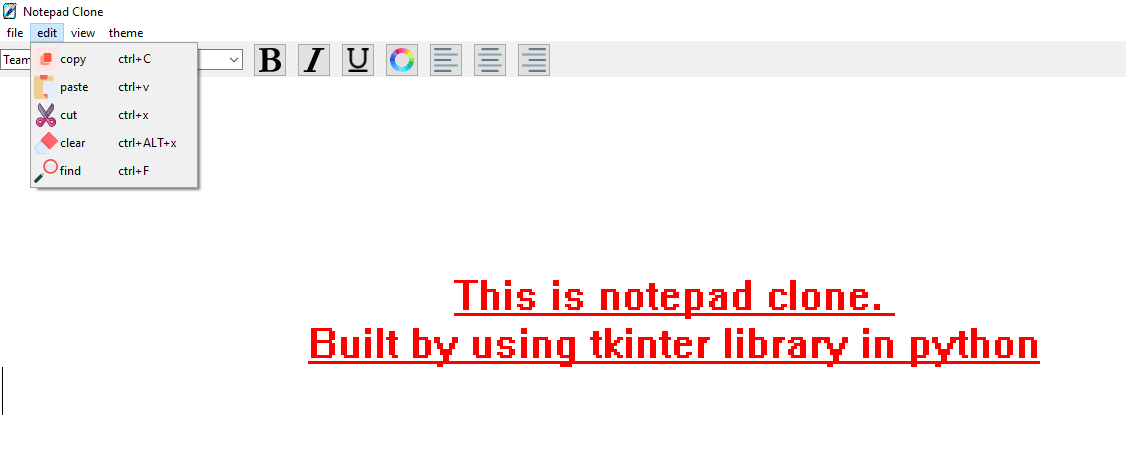 Notepad Clone
file edit view theme
Team
B I U
copy ctrl+C
paste ctrl+v
cut ctrl+x
clear ctrl+ALT+x
find ctrl+F
This is notepad clone.
Built by using tkinter library in python